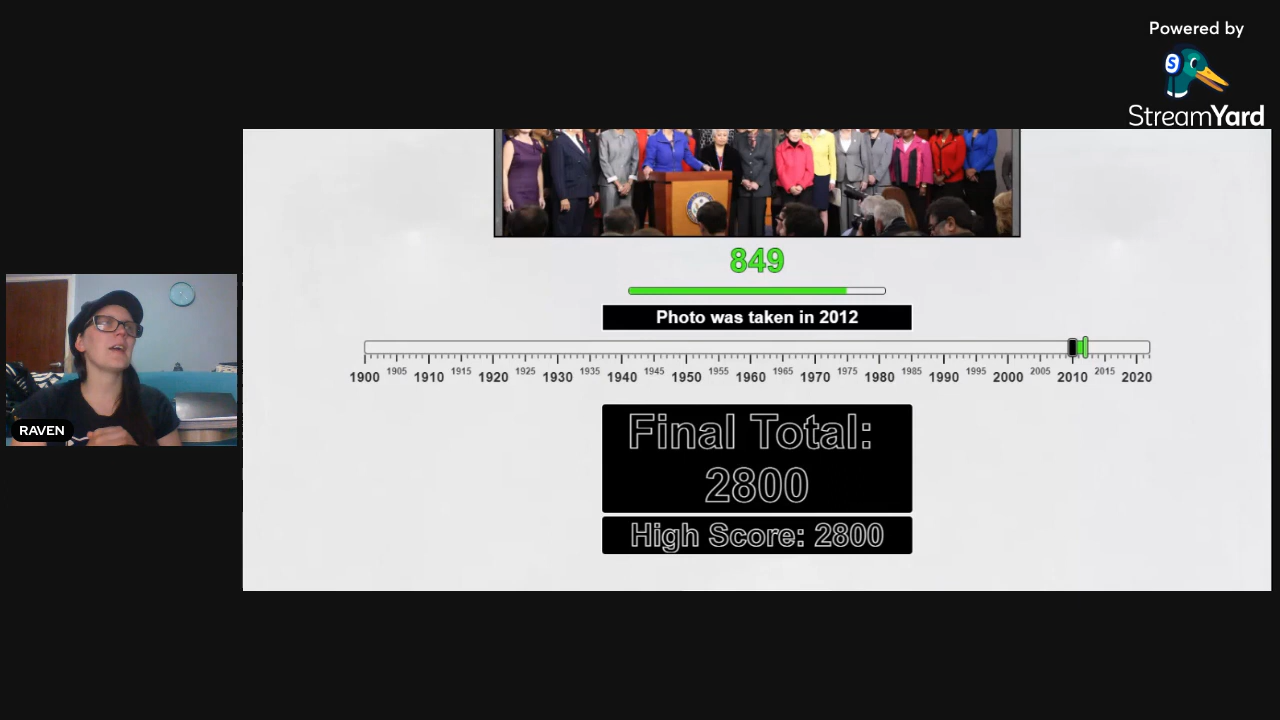 Powered by
StreamYard
849
Photo was taken in 2012
1900 1905 1910 1915 1920 1925 1930 1935 1940 1945 1950 1955 1960 1965 1970 1975 1980 1985 1990 1995 2000 2005 2010 2015 2020
Final Total:
2800
High Score: 2800
RAVEN